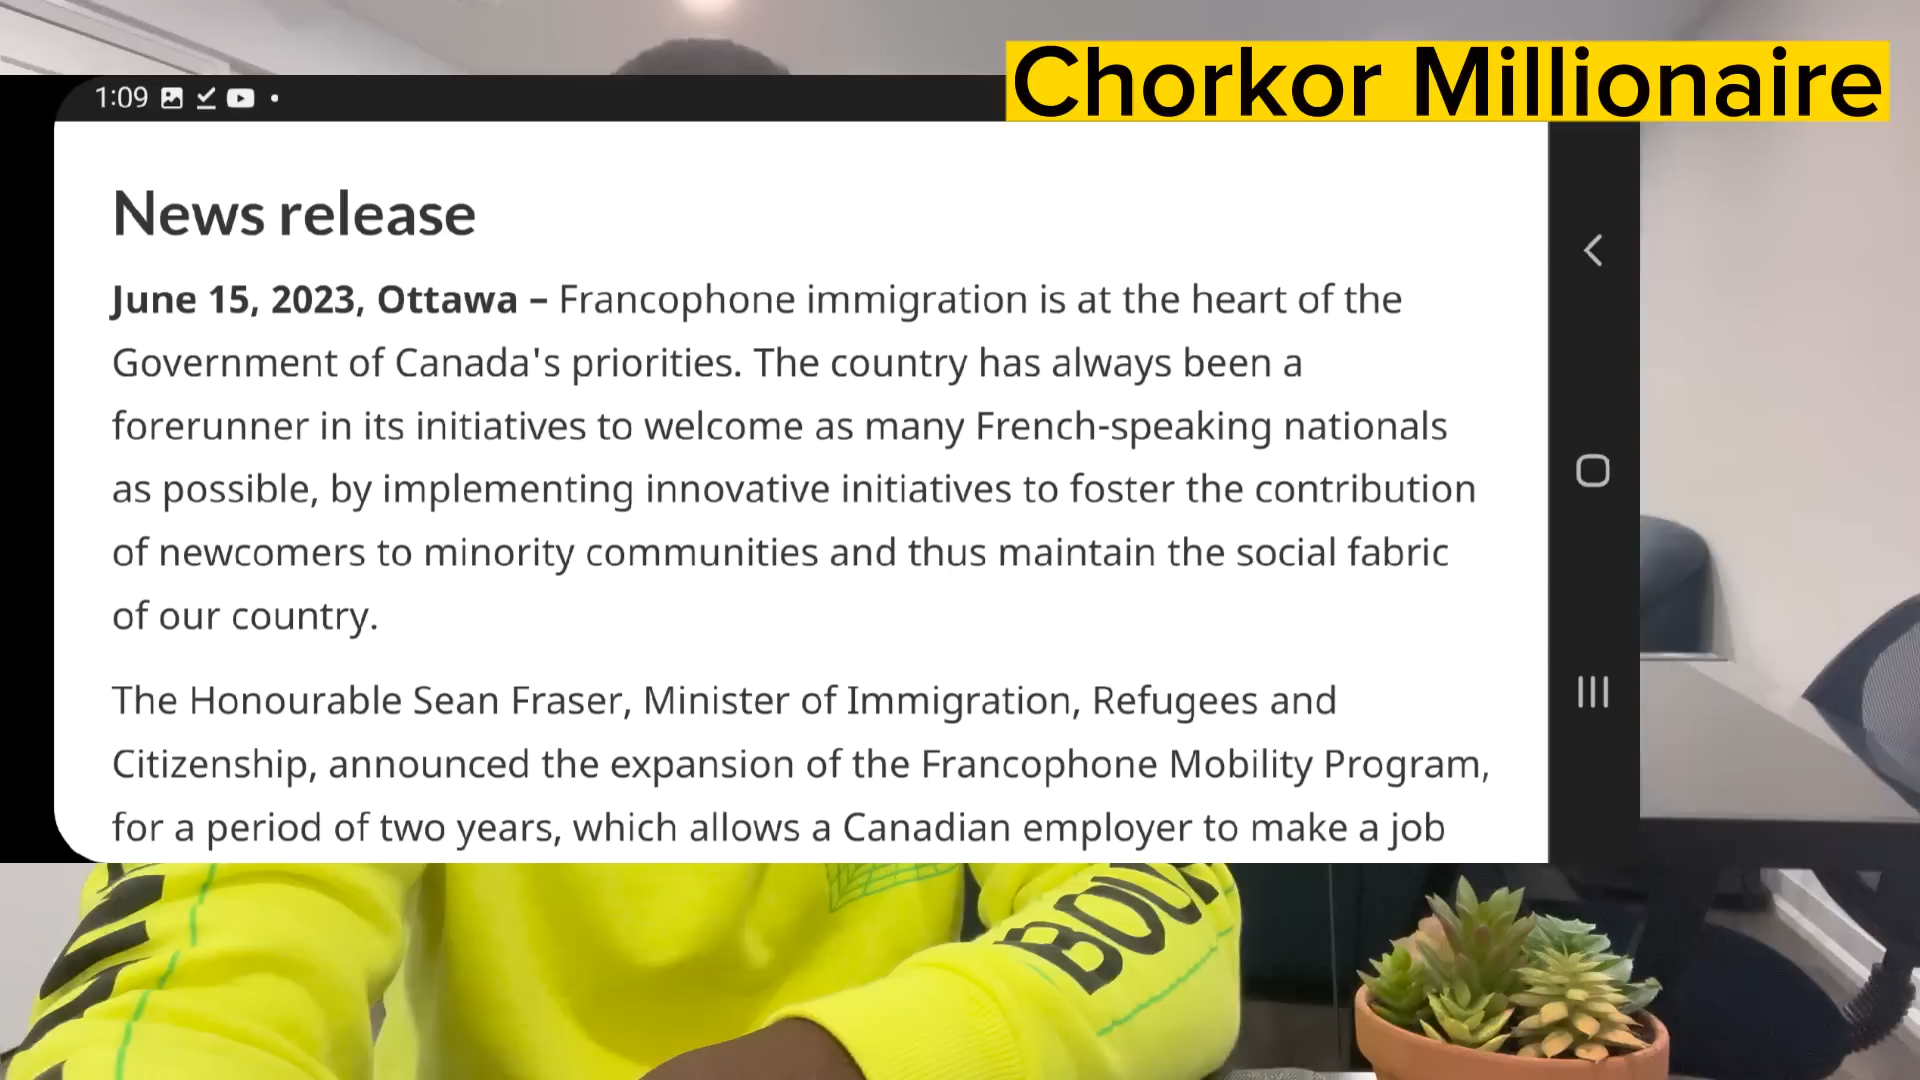 Chorkor Millionaire
1:09
News release
June 15, 2023, Ottawa – Francophone immigration is at the heart of the
Government of Canada's priorities. The country has always been a
forerunner in its initiatives to welcome as many French-speaking nationals
as possible, by implementing innovative initiatives to foster the contribution
of newcomers to minority communities and thus maintain the social fabric
of our country.
The Honourable Sean Fraser, Minister of Immigration, Refugees and
Citizenship, announced the expansion of the Francophone Mobility Program,
for a period of two years, which allows a Canadian employer to make a job